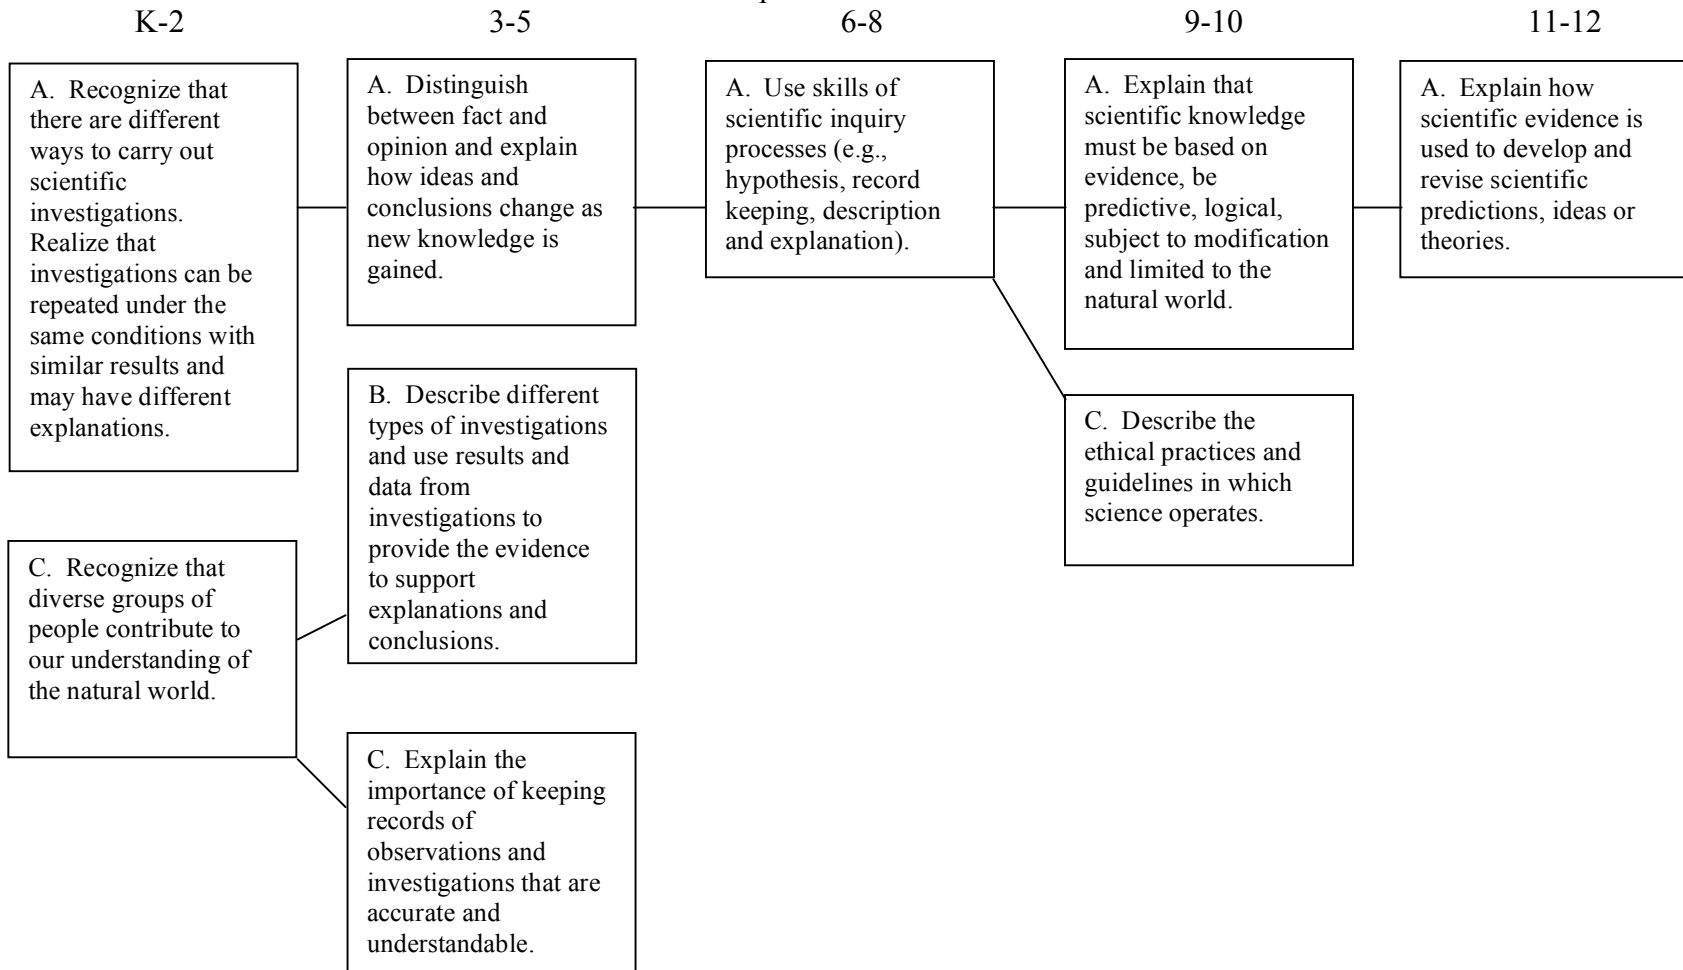 K-2
3-5
6-8
9-10
11-12
A. Recognize that
there are different
ways to carry out
scientific
investigations.
Realize that
investigations can be
repeated under the
same conditions with
similar results and
may have different
explanations.
C. Recognize that
diverse groups of
people contribute to
our understanding of
the natural world.
A. Distinguish
between fact and
opinion and explain
how ideas and
conclusions change as
new knowledge is
gained.
B. Describe different
types of investigations
and use results and
data from
investigations to
provide the evidence
to support
explanations and
conclusions.
C. Explain the
importance of keeping
records of
observations and
investigations that are
accurate and
understandable.
A. Use skills of
scientific inquiry
processes (e.g.,
hypothesis, record
keeping, description
and explanation).
A. Explain that
scientific knowledge
must be based on
evidence, be
predictive, logical,
subject to modification
and limited to the
natural world.
C. Describe the
ethical practices and
guidelines in which
science operates.
A. Explain how
scientific evidence is
used to develop and
revise scientific
predictions, ideas or
theories.